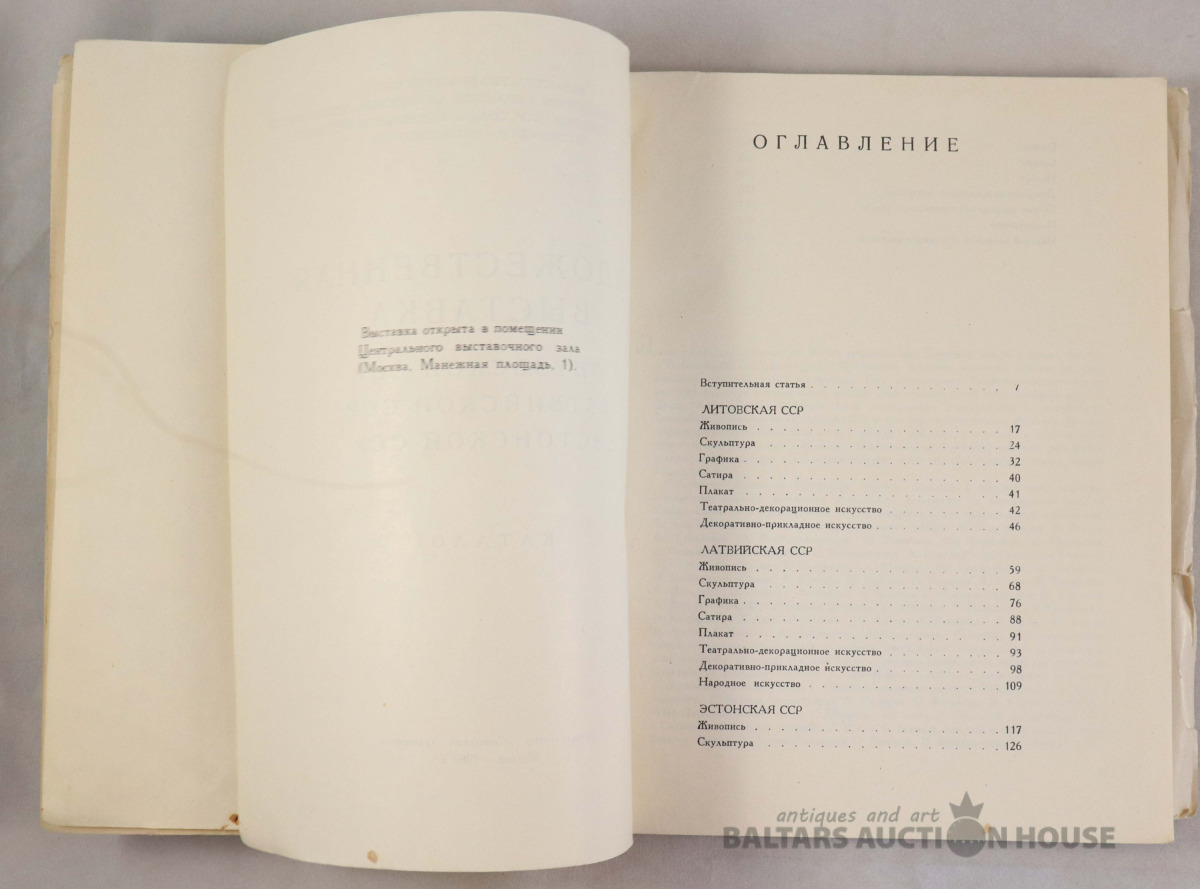 Выставка открыта в помещении
Центрального выставочного зала
(Москва, Манежная площадь, 1).
ОГЛАВЛЕНИЕ
Вступительная статья . . . . . . . . . . . . . . 7
ЛИТОВСКАЯ ССР
Живопись . . . . . . . . . . . . . . . . . . 17
Скульптура . . . . . . . . . . . . . . . . . 24
Графика . . . . . . . . . . . . . . . . . . 32
Сатира . . . . . . . . . . . . . . . . . . 40
Плакат . . . . . . . . . . . . . . . . . . 41
Театрально-декорационное искусство . . . . . . . . 42
Декоративно-прикладное искусство . . . . . . . . . 46
ЛАТВИЙСКАЯ ССР
Живопись . . . . . . . . . . . . . . . . . . 59
Скульптура . . . . . . . . . . . . . . . . . 68
Графика . . . . . . . . . . . . . . . . . . 76
Сатира . . . . . . . . . . . . . . . . . . 88
Плакат . . . . . . . . . . . . . . . . . . 91
Театрально-декорационное искусство . . . . . . . . 93
Декоративно-прикладное искусство . . . . . . . . . 98
Народное искусство . . . . . . . . . . . . . . 109
ЭСТОНСКАЯ ССР
Живопись . . . . . . . . . . . . . . . . . . 117
Скульптура . . . . . . . . . . . . . . . . . 126
antiques and art
BALTARS AUCTION HOUSE